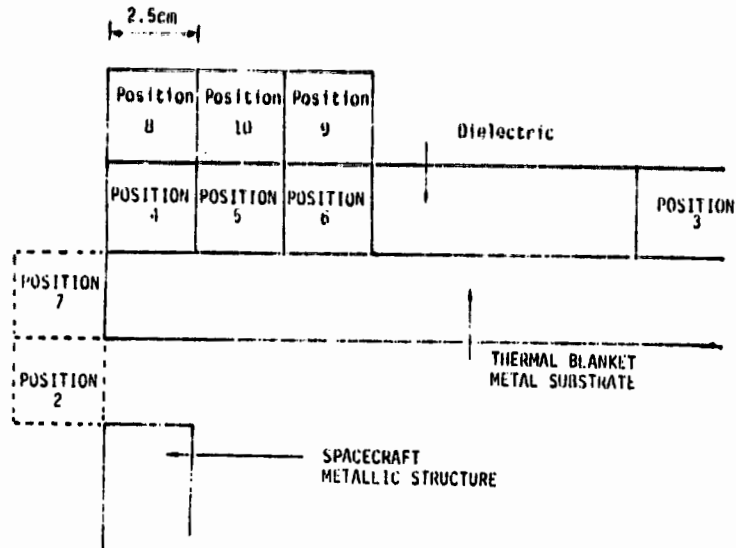 2.5cm
Position Position Position
8 10 9
Dielectric
POSITION POSITION POSITION POSITION
4 5 6 3
POSITION
7
THERMAL BLANKET
METAL SUBSTRATE
POSITION
2
SPACECRAFT
METALLIC STRUCTURE